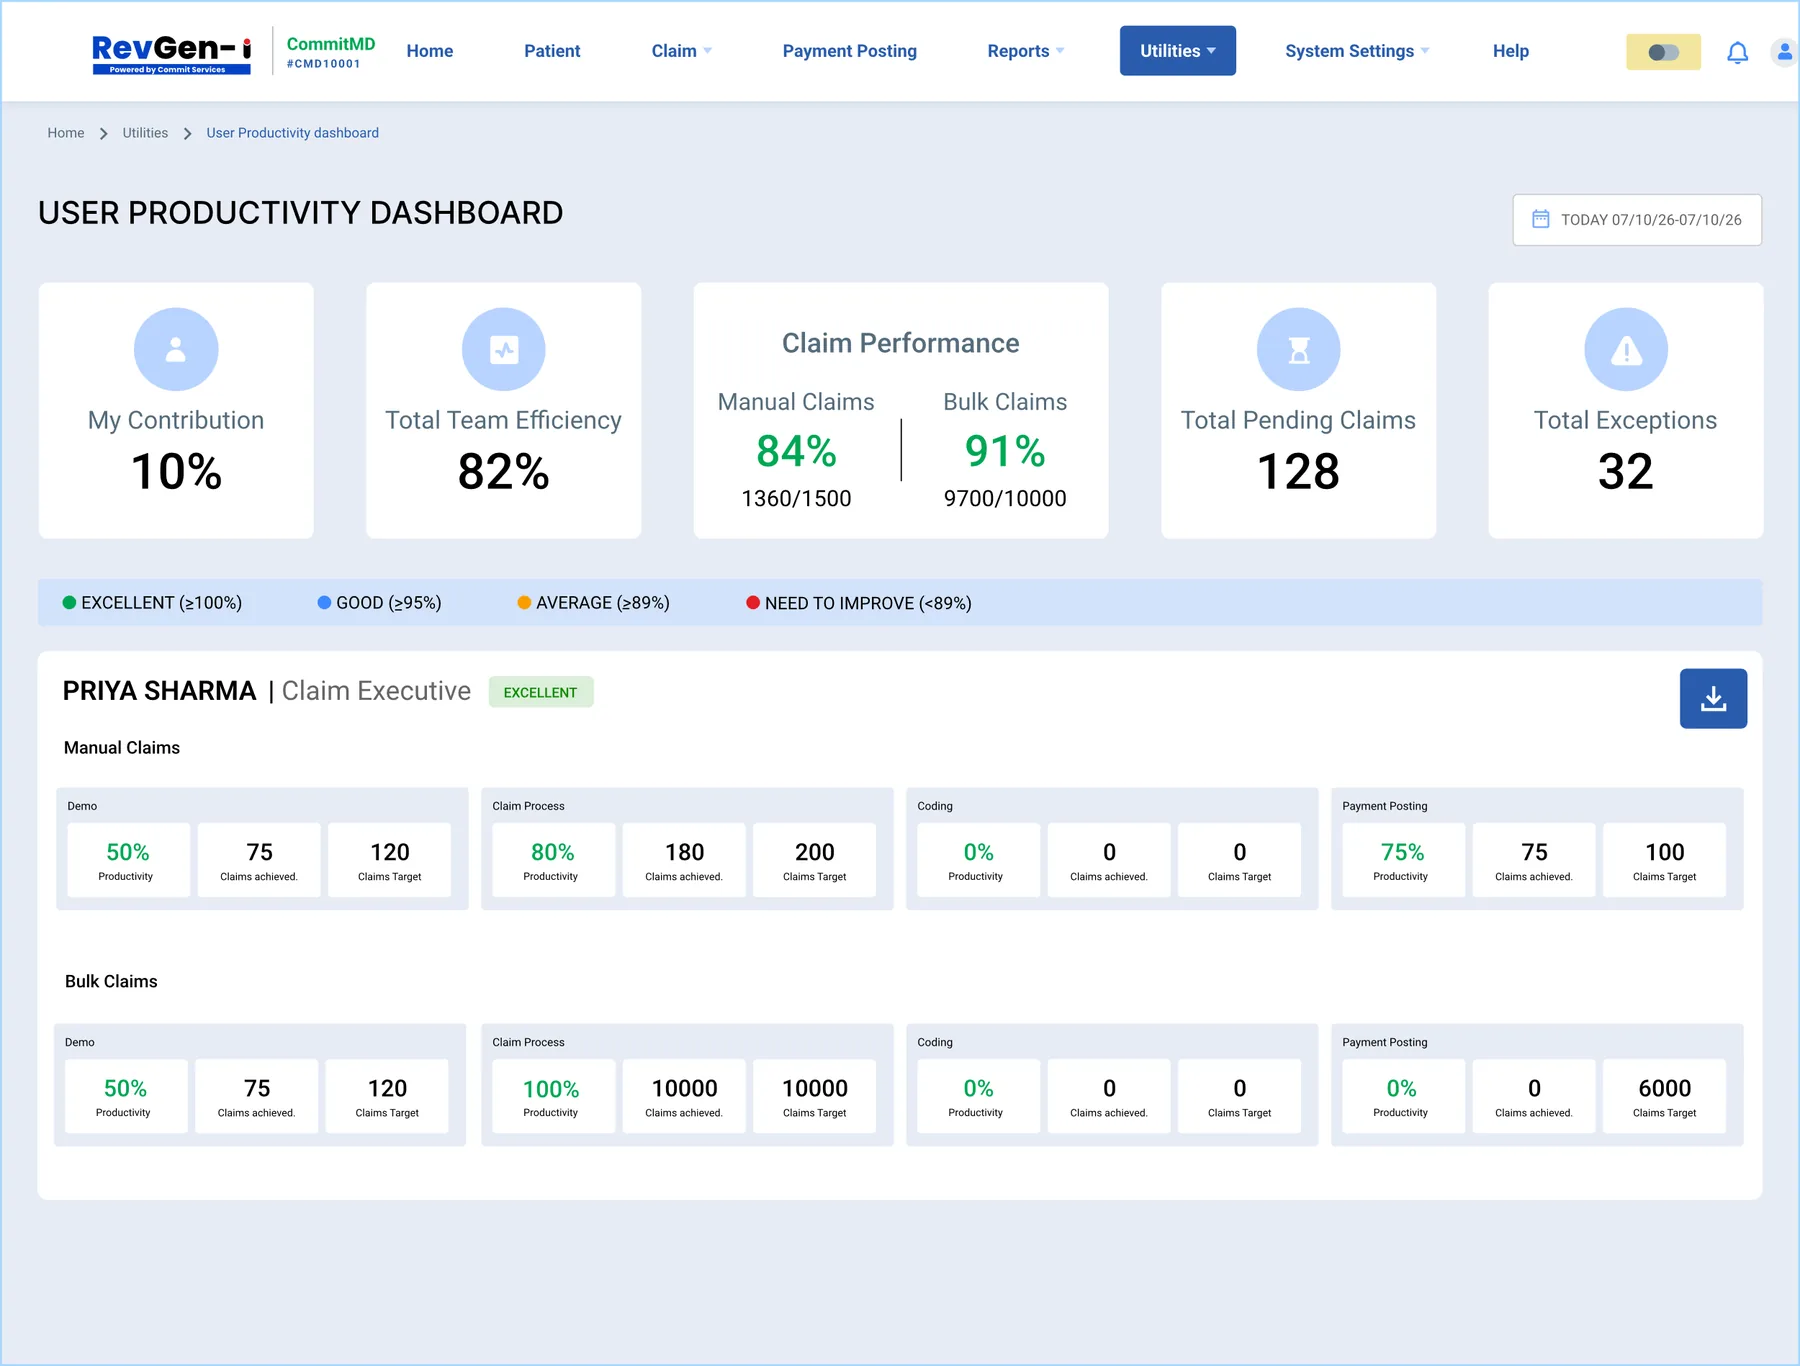 RevGen-i
Powered by Commit Services
CommitMD
#CMD10001
Home
Patient
Claim
Payment Posting
Reports
Utilities
System Settings
Help
Home
Utilities
User Productivity dashboard
USER PRODUCTIVITY DASHBOARD
TODAY 07/10/26-07/10/26
My Contribution
10%
Total Team Efficiency
82%
Claim Performance
Manual Claims
84%
1360/1500
Bulk Claims
91%
9700/10000
Total Pending Claims
128
Total Exceptions
32
EXCELLENT (≥100%)
GOOD (≥95%)
AVERAGE (≥89%)
NEED TO IMPROVE (<89%)
PRIYA SHARMA | Claim Executive
EXCELLENT
Manual Claims
Demo
50%
Productivity
75
Claims achieved.
120
Claims Target
Claim Process
80%
Productivity
180
Claims achieved.
200
Claims Target
Coding
0%
Productivity
0
Claims achieved.
0
Claims Target
Payment Posting
75%
Productivity
75
Claims achieved.
100
Claims Target
Bulk Claims
Demo
50%
Productivity
75
Claims achieved.
120
Claims Target
Claim Process
100%
Productivity
10000
Claims achieved.
10000
Claims Target
Coding
0%
Productivity
0
Claims achieved.
0
Claims Target
Payment Posting
0%
Productivity
0
Claims achieved.
6000
Claims Target